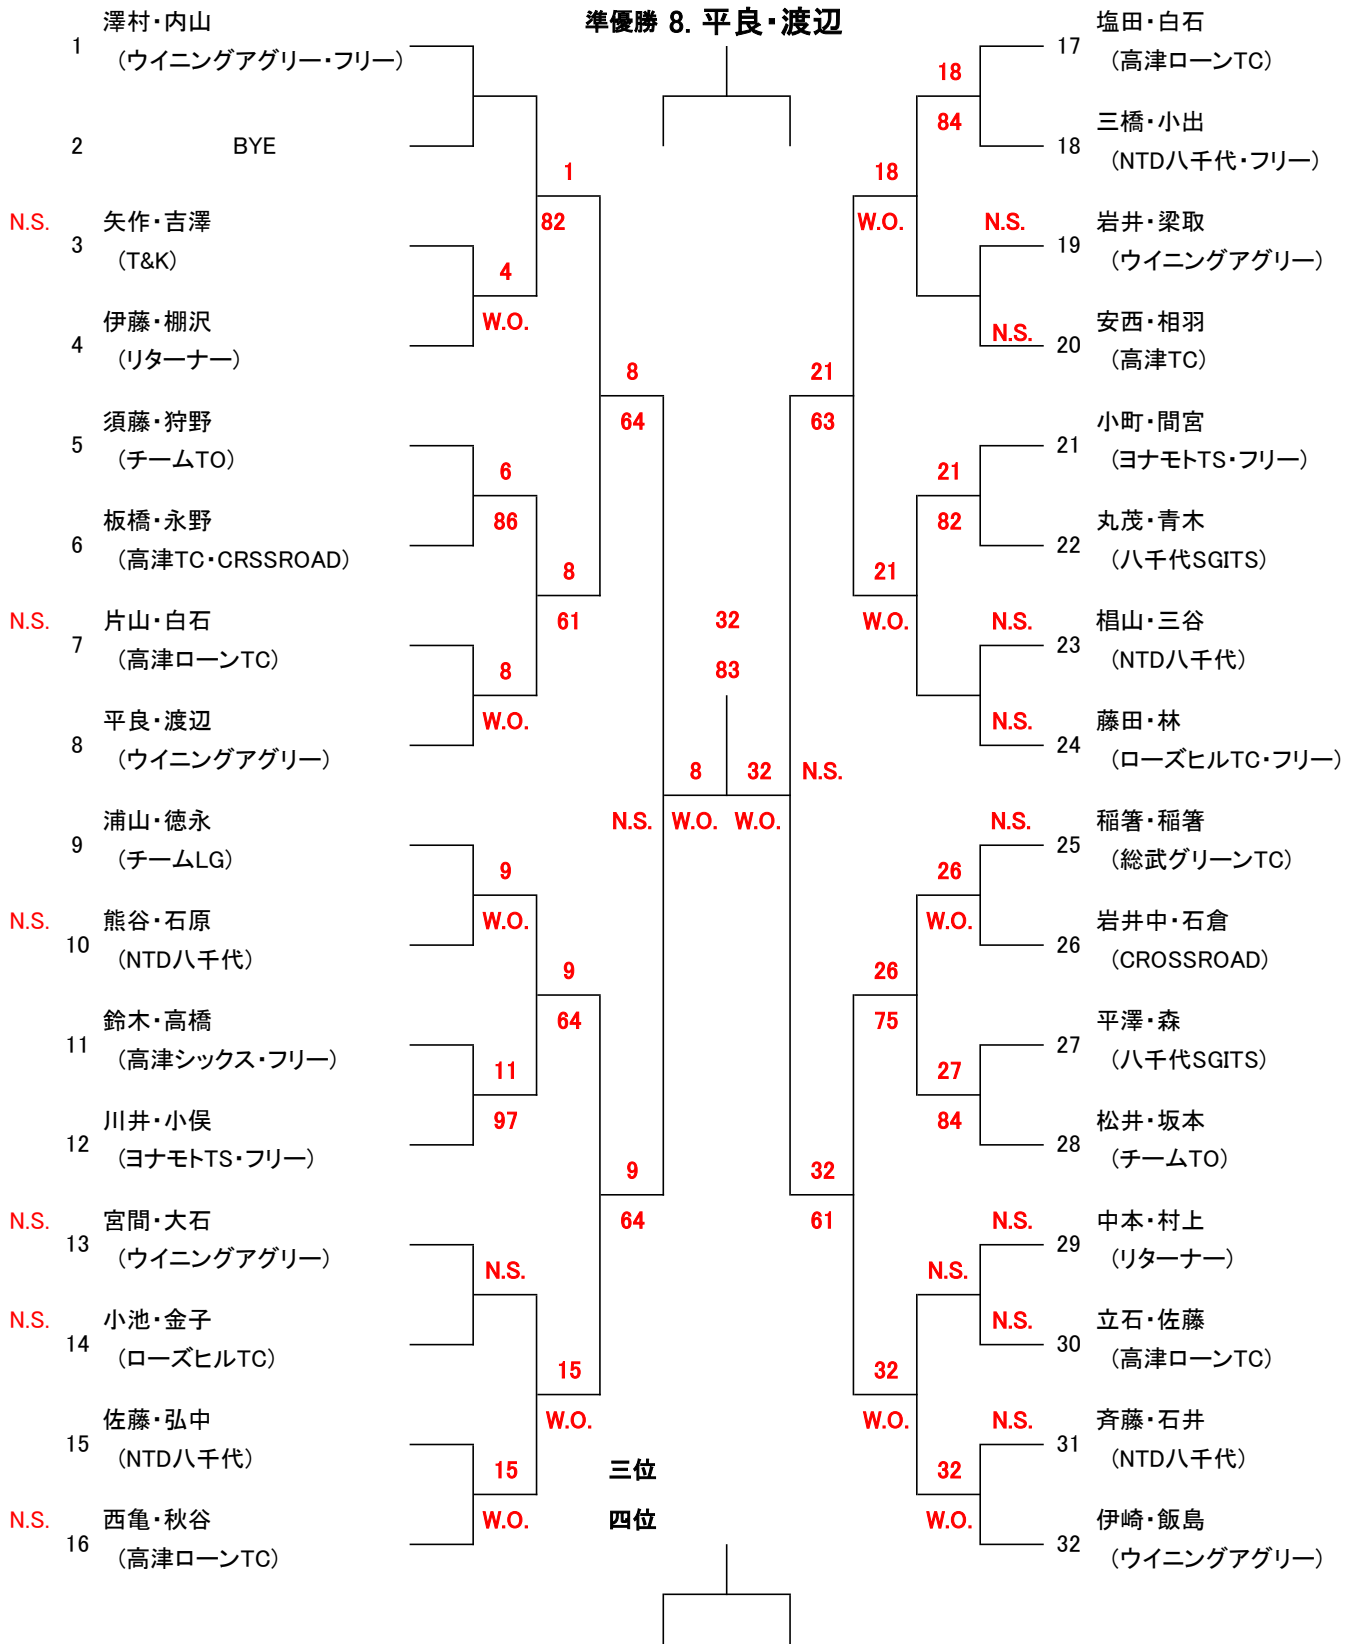 準優勝 8. 平良・渡辺
澤村・内山
1
(ウイニングアグリー・フリー)
2 BYE
1
82
N.S. 矢作・吉澤
3
(T&K)
4
W.O.
伊藤・棚沢
4
(リターナー)
8
64
須藤・狩野
5
(チームTO)
6
86
板橋・永野
6
(高津TC・CRSSROAD)
8
61
N.S. 片山・白石
7
(高津ローンTC)
8
W.O.
平良・渡辺
8
(ウイニングアグリー)
浦山・徳永
9
(チームLG)
9
W.O.
N.S. 熊谷・石原
10
(NTD八千代)
9
64
鈴木・高橋
11
(高津シックス・フリー)
11
97
川井・小俣
12
(ヨナモトTS・フリー)
9
64
N.S. 宮間・大石
13
(ウイニングアグリー)
N.S.
N.S. 小池・金子
14
(ローズヒルTC)
15
W.O.
佐藤・弘中
15
(NTD八千代)
15
W.O.
N.S. 西亀・秋谷
16
(高津ローンTC)
32
83
8 32 N.S.
N.S. W.O. W.O.
三位
四位
塩田・白石
17
(高津ローンTC)
18
84
三橋・小出
18
(NTD八千代・フリー)
18
W.O.
N.S. 岩井・梁取
19
(ウイニングアグリー)
N.S. 安西・相羽
20
(高津TC)
21
63
小町・間宮
21
(ヨナモトTS・フリー)
21
82
丸茂・青木
22
(八千代SGITS)
21
W.O.
N.S. 椙山・三谷
23
(NTD八千代)
N.S. 藤田・林
24
(ローズヒルTC・フリー)
N.S. 稲箸・稲箸
25
(総武グリーンTC)
26
W.O.
岩井中・石倉
26
(CROSSROAD)
26
75
平澤・森
27
(八千代SGITS)
27
84
松井・坂本
28
(チームTO)
32
61
N.S. 中本・村上
29
(リターナー)
N.S.
N.S. 立石・佐藤
30
(高津ローンTC)
32
W.O.
N.S. 斉藤・石井
31
(NTD八千代)
32
W.O.
伊崎・飯島
32
(ウイニングアグリー)